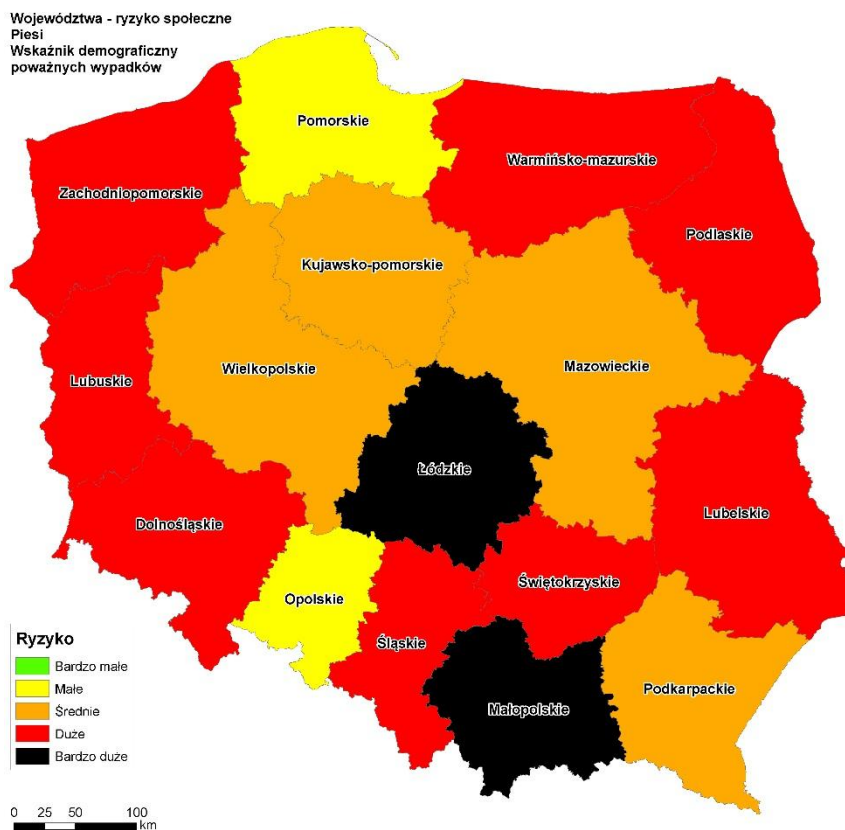 Województwa - ryzyko społeczne
Piesi
Wskaźnik demograficzny
poważnych wypadków
Pomorskie
Warmińsko-mazurskie
Zachodniopomorskie
Podlaskie
Kujawsko-pomorskie
Wielkopolskie
Mazowieckie
Lubuskie
Łódzkie
Lubelskie
Dolnośląskie
Świętokrzyskie
Opolskie
Śląskie
Podkarpackie
Małopolskie
Ryzyko
Bardzo małe
Małe
Średnie
Duże
Bardzo duże
0 25 50 100
km